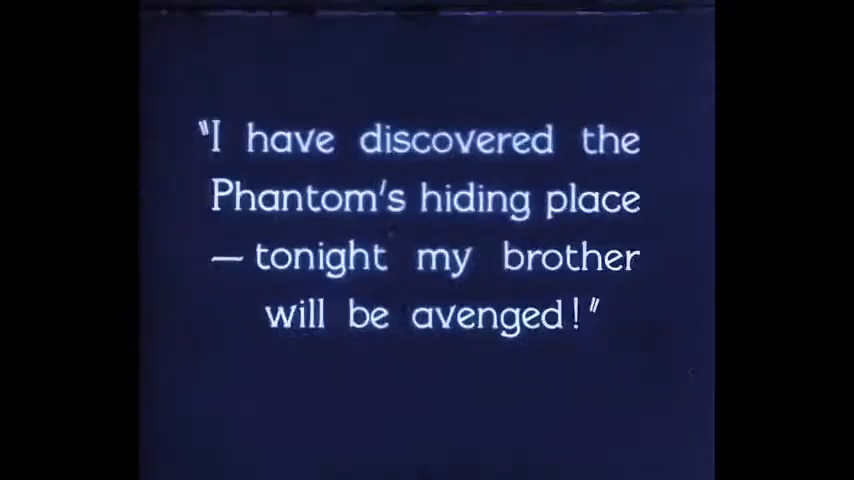 "I have discovered the
Phantom's hiding place
— tonight my brother
will be avenged!"